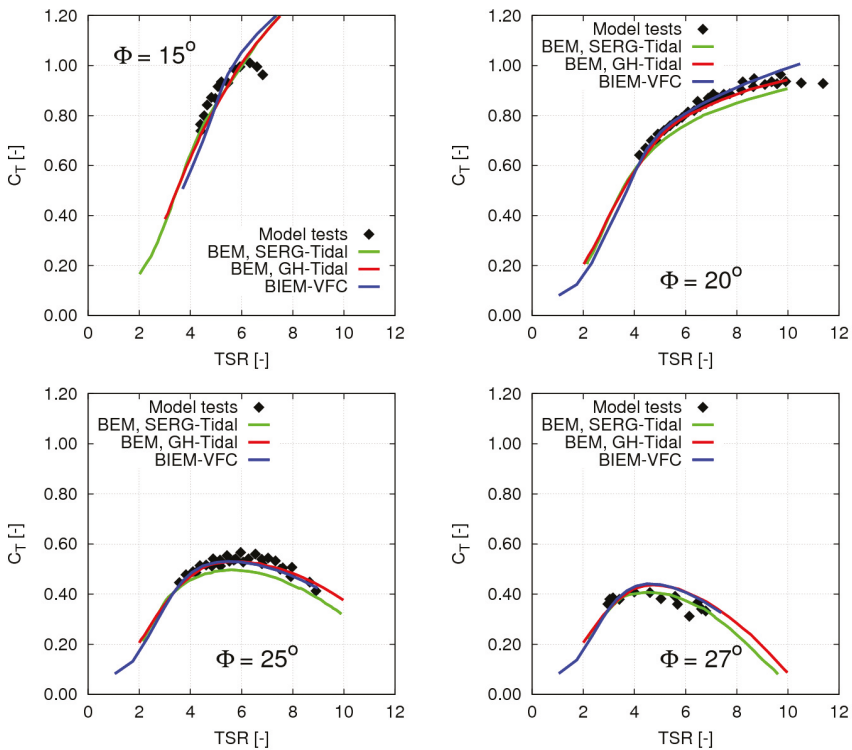 1.20
1.00
0.80
0.60
0.40
0.20
0.00
C_T [-]
Φ = 15°
Model tests
BEM, SERG-Tidal
BEM, GH-Tidal
BIEM-VFC
0 2 4 6 8 10 12
TSR [-]
1.20
1.00
0.80
0.60
0.40
0.20
0.00
C_T [-]
Model tests
BEM, SERG-Tidal
BEM, GH-Tidal
BIEM-VFC
Φ = 20°
0 2 4 6 8 10 12
TSR [-]
1.20
1.00
0.80
0.60
0.40
0.20
0.00
C_T [-]
Model tests
BEM, SERG-Tidal
BEM, GH-Tidal
BIEM-VFC
Φ = 25°
0 2 4 6 8 10 12
TSR [-]
1.20
1.00
0.80
0.60
0.40
0.20
0.00
C_T [-]
Model tests
BEM, SERG-Tidal
BEM, GH-Tidal
BIEM-VFC
Φ = 27°
0 2 4 6 8 10 12
TSR [-]